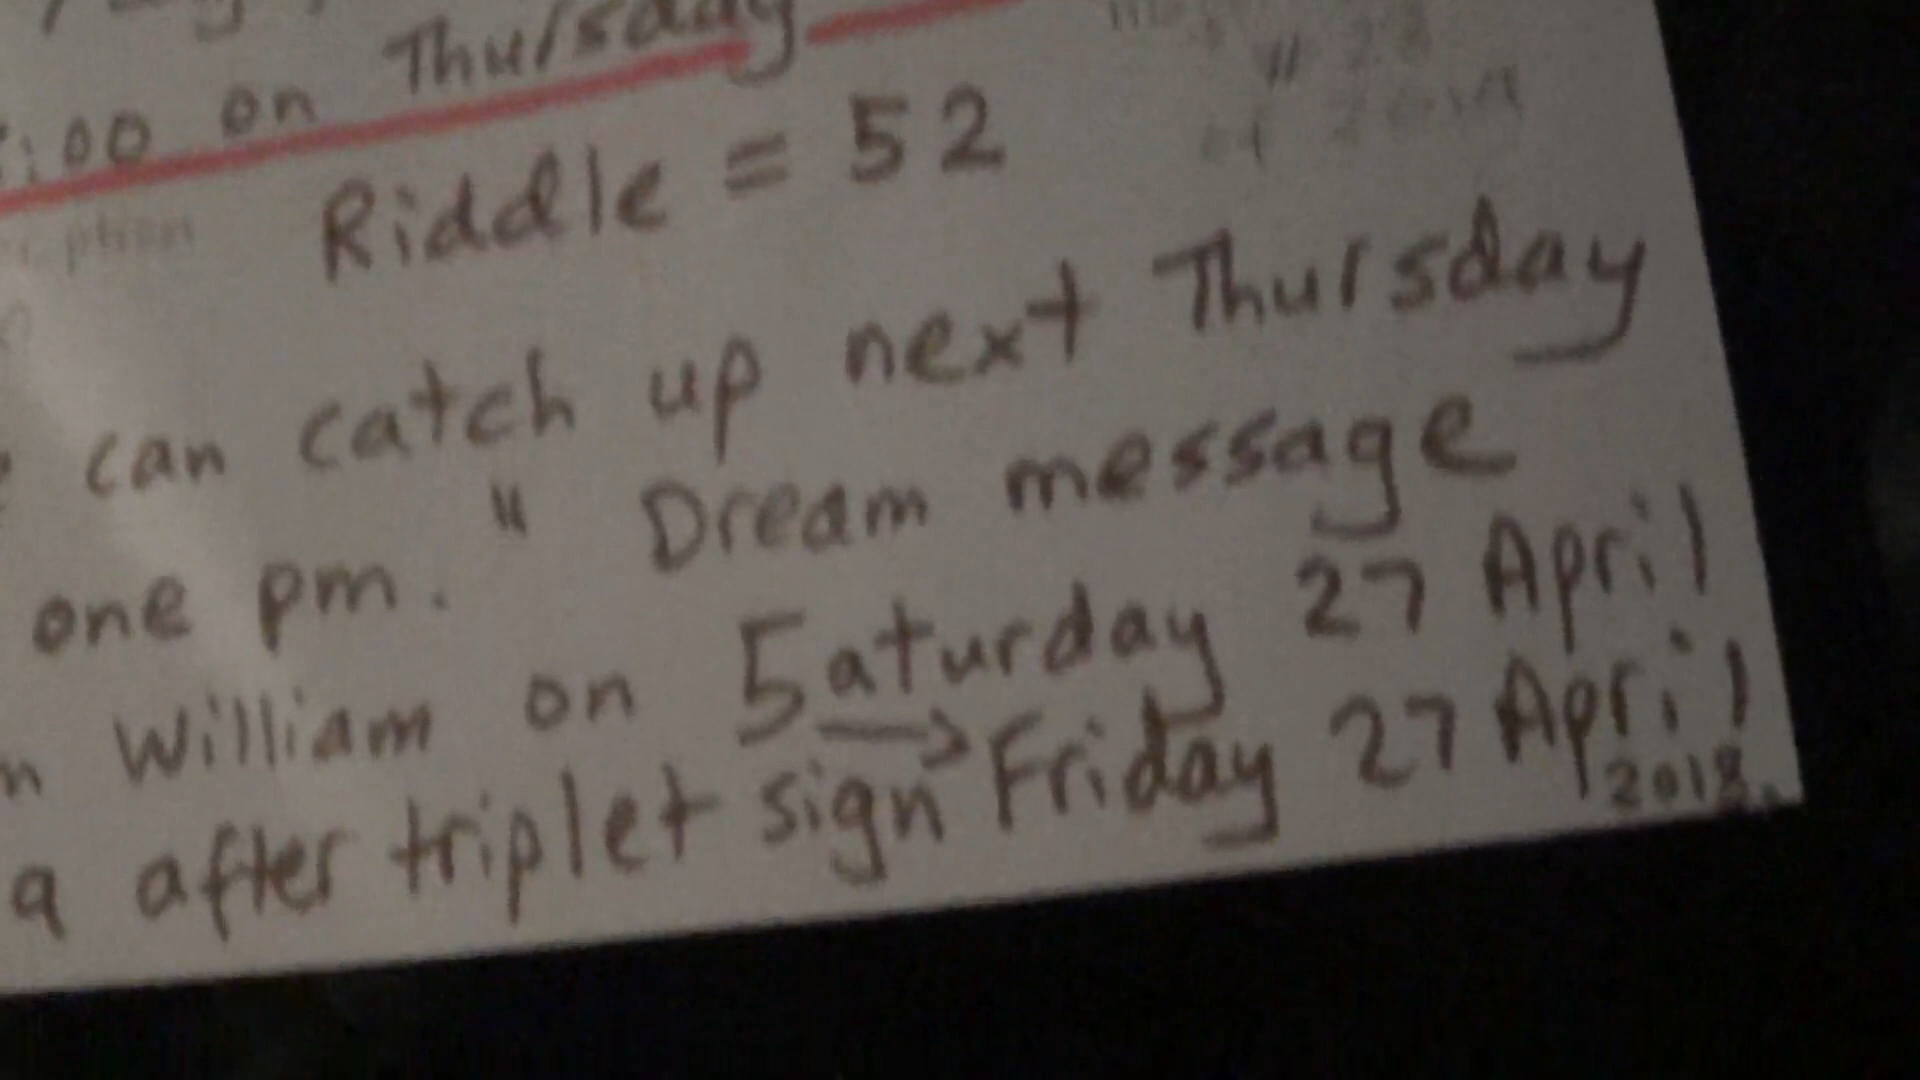 :00 on Thursday
Riddle = 52
can catch up next Thursday
one pm." Dream message
William on Saturday 27 April
a after triplet sign → Friday 27 April
2018.